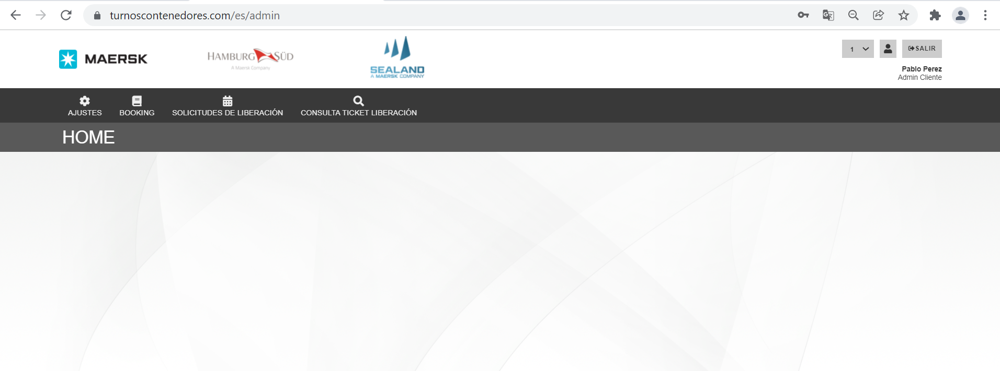 turnoscontenedores.com/es/admin
MAERSK
HAMBURG SÜD
A Maersk Company
SEALAND
A MAERSK COMPANY
1
SALIR
Pablo Perez
Admin Cliente
AJUSTES
BOOKING
SOLICITUDES DE LIBERACIÓN
CONSULTA TICKET LIBERACIÓN
HOME